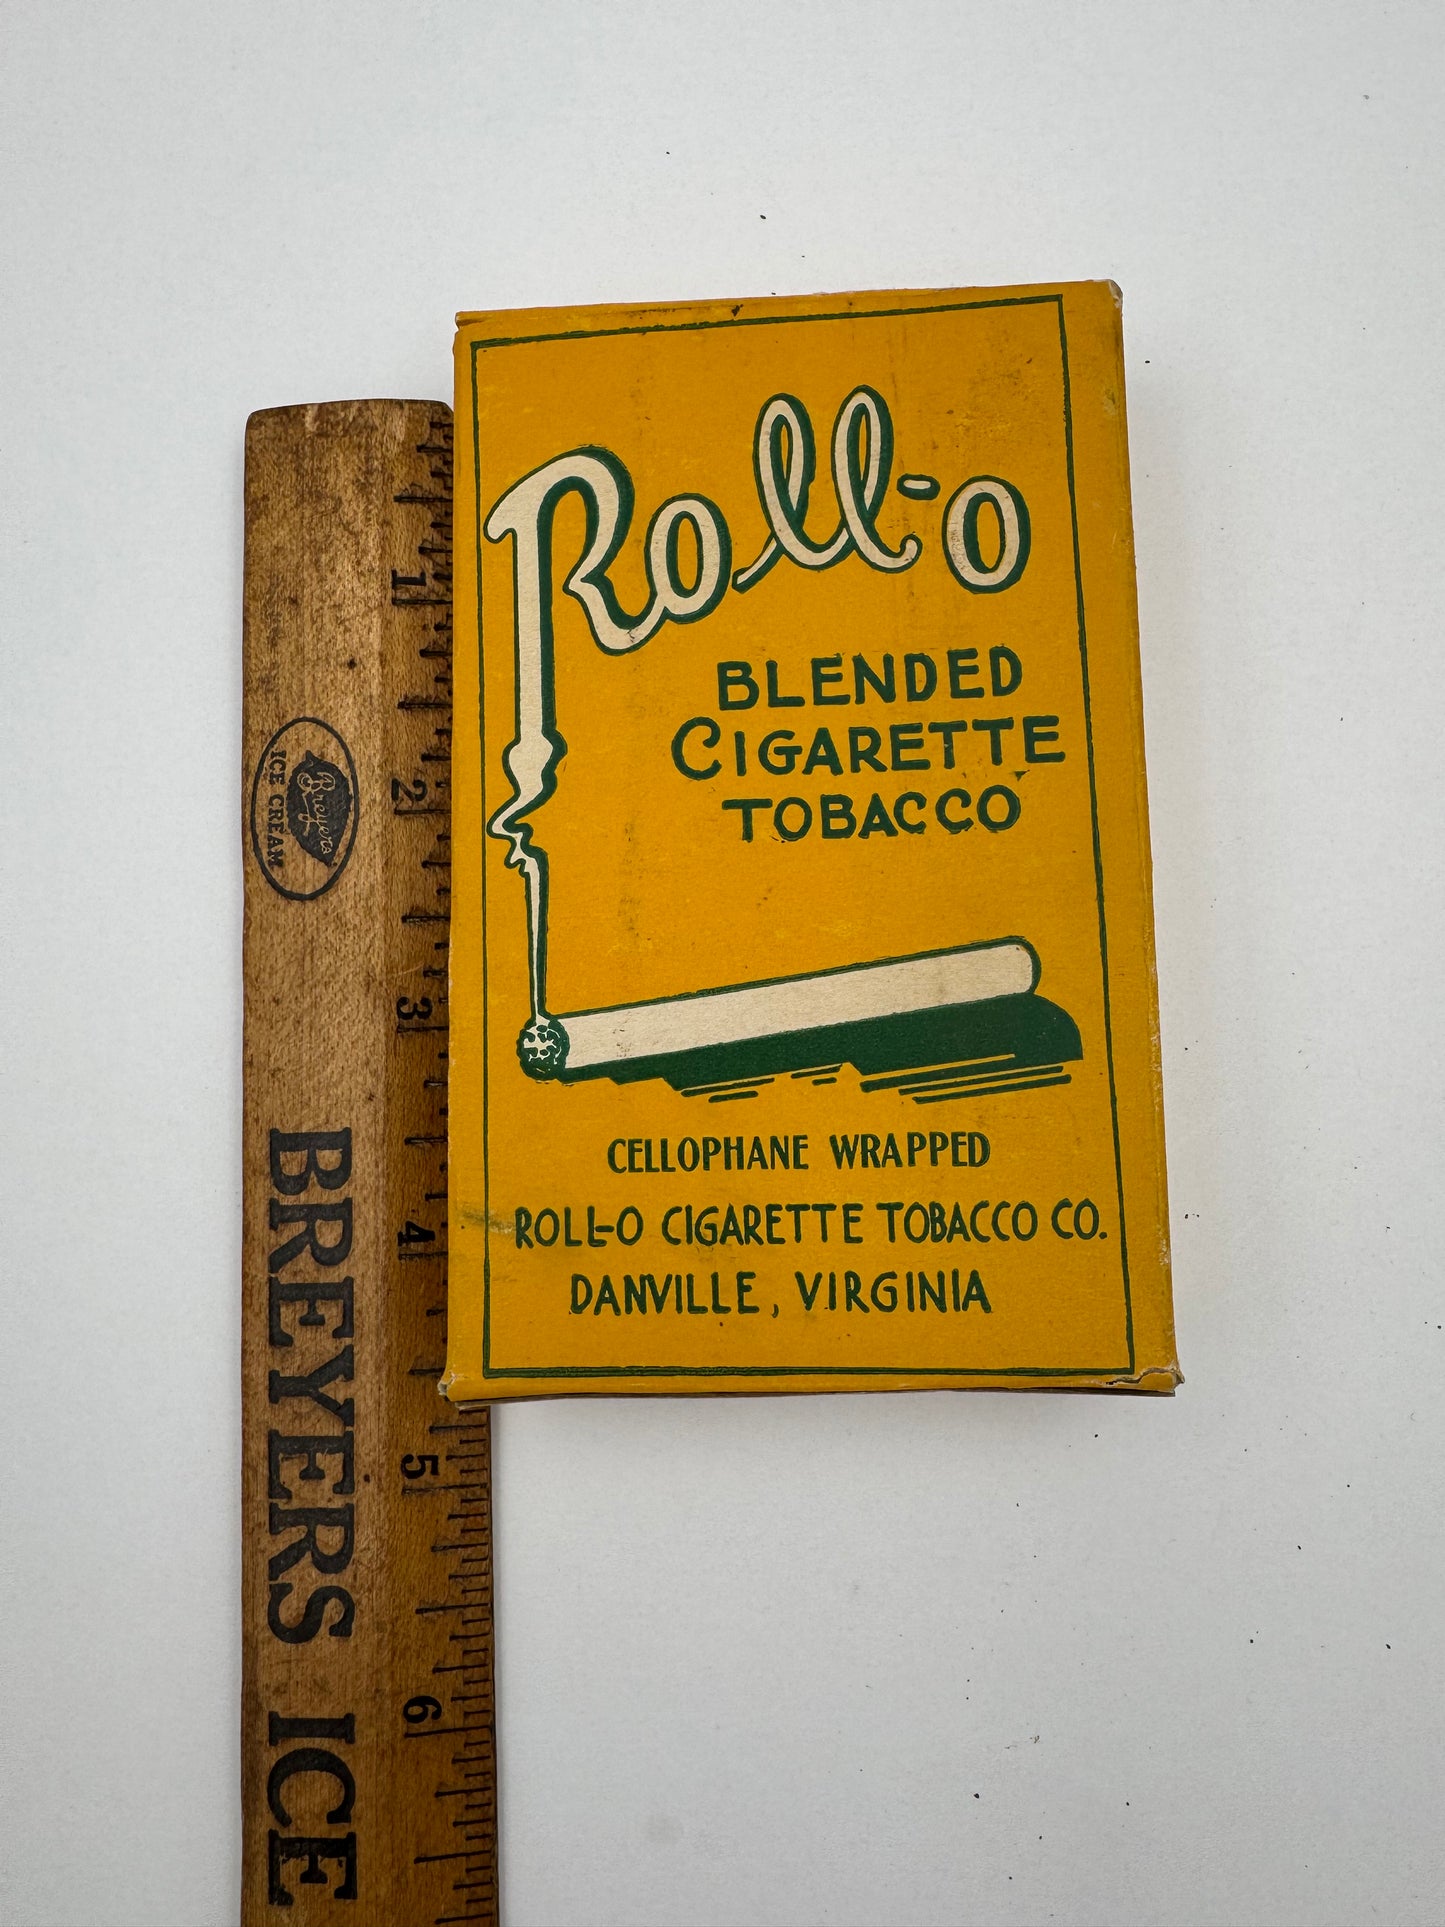 Roll-o
BLENDED
CIGARETTE
TOBACCO
CELLOPHANE WRAPPED
ROLL-O CIGARETTE TOBACCO CO.
DANVILLE, VIRGINIA
1
2
3
4
5
6
Breyers
ICE CREAM
BREYERS ICE